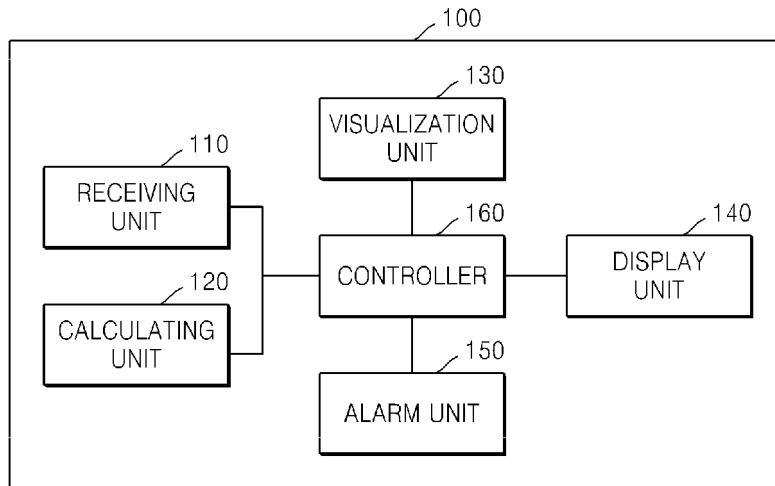 100
130
VISUALIZATION
UNIT
110
RECEIVING
UNIT
160
CONTROLLER
140
DISPLAY
UNIT
120
CALCULATING
UNIT
150
ALARM UNIT